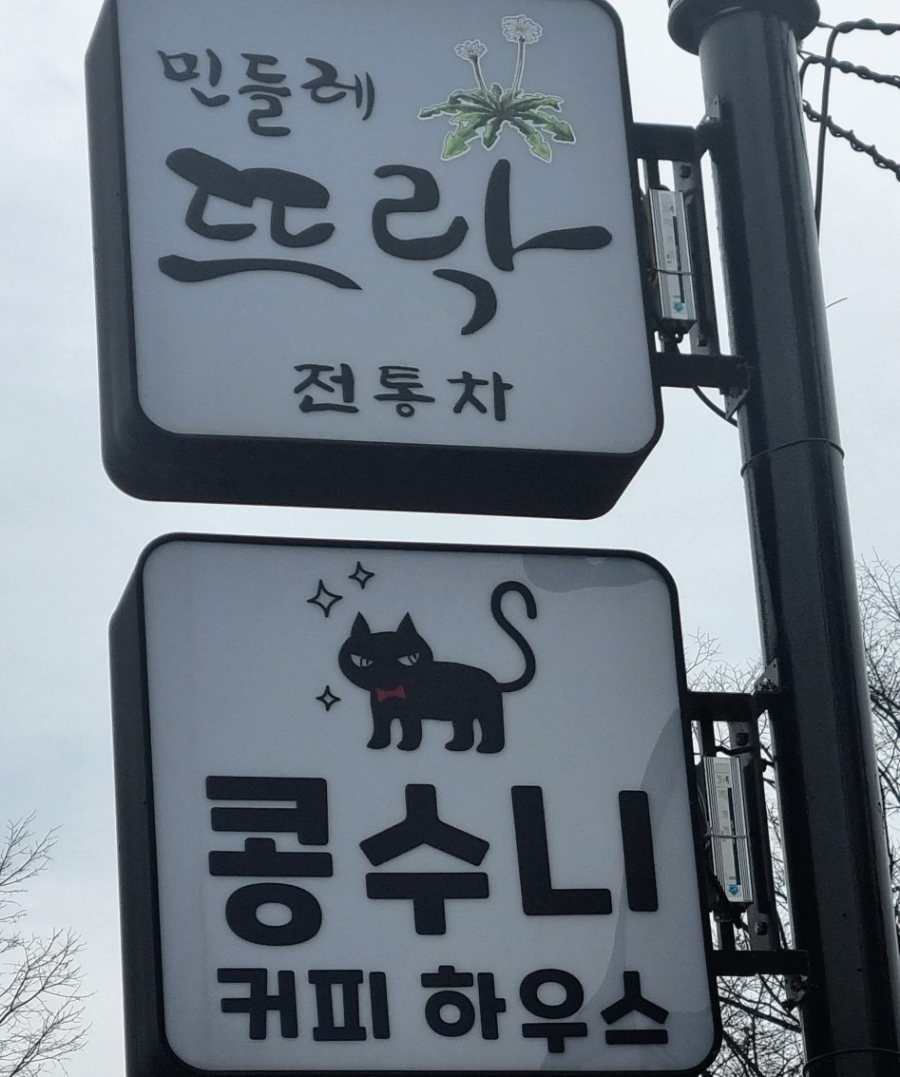 민들레
뜨락
전통차
콩수니
커피 하우스